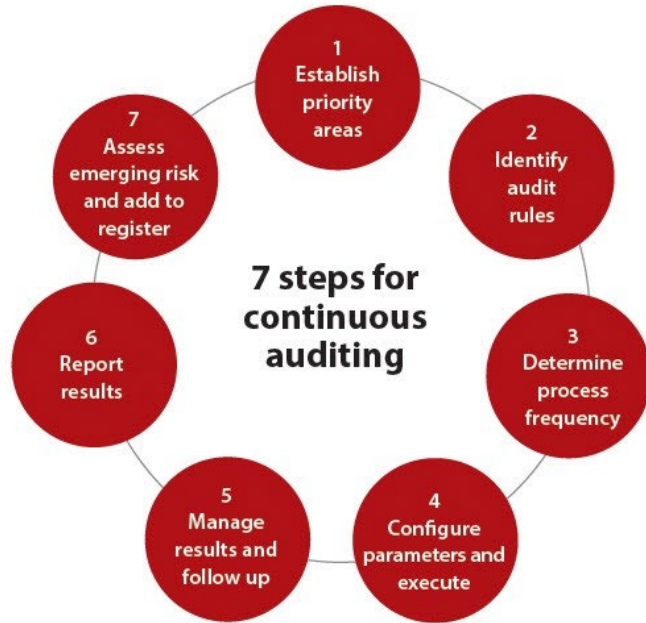 1
Establish
priority
areas
2
Identify
audit
rules
3
Determine
process
frequency
4
Configure
parameters and
execute
5
Manage
results and
follow up
6
Report
results
7
Assess
emerging risk
and add to
register
7 steps for
continuous
auditing